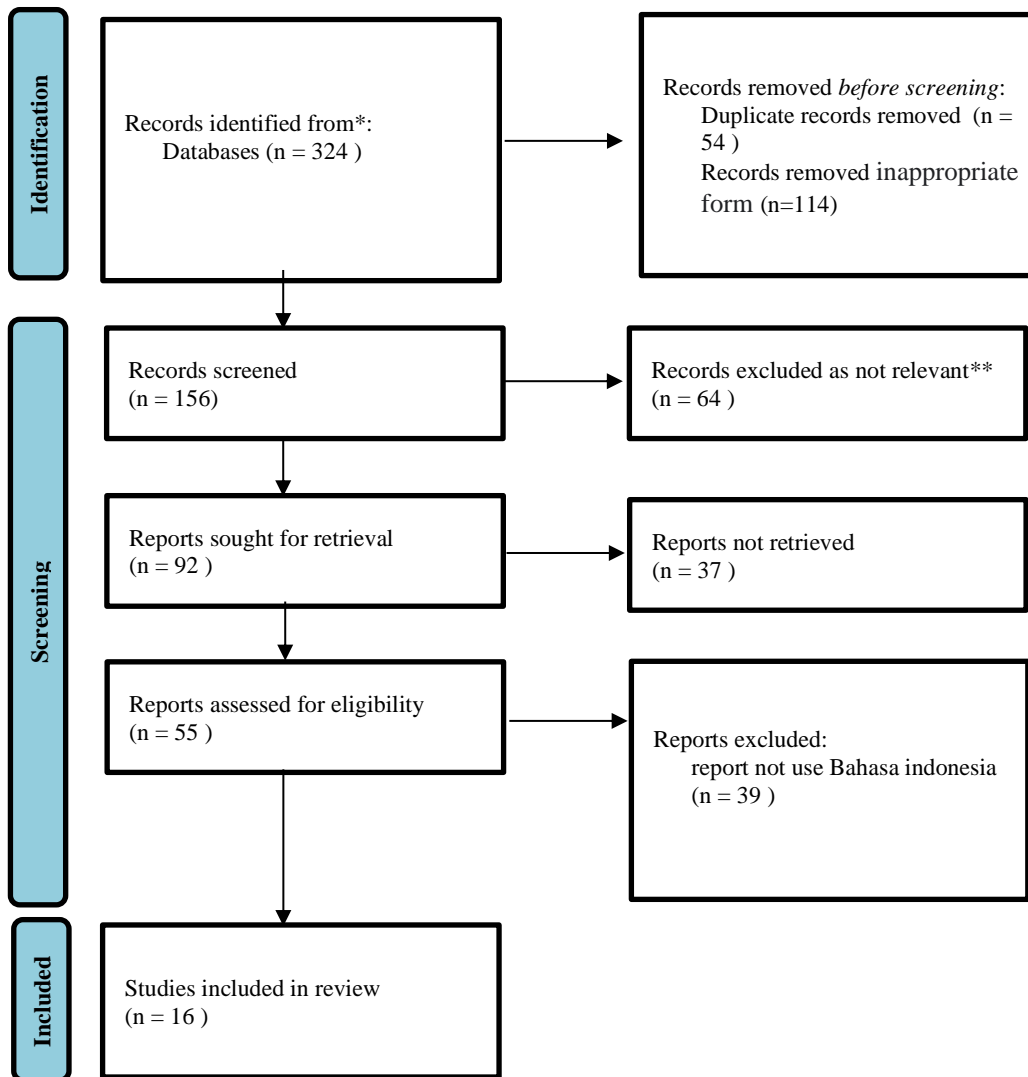 Identification
Records identified from*:
Databases (n = 324 )
Records removed before screening:
Duplicate records removed (n =
54 )
Records removed inappropriate
form (n=114)
Screening
Records screened
(n = 156)
Records excluded as not relevant**
(n = 64 )
Reports sought for retrieval
(n = 92 )
Reports not retrieved
(n = 37 )
Reports assessed for eligibility
(n = 55 )
Reports excluded:
report not use Bahasa indonesia
(n = 39 )
Included
Studies included in review
(n = 16 )